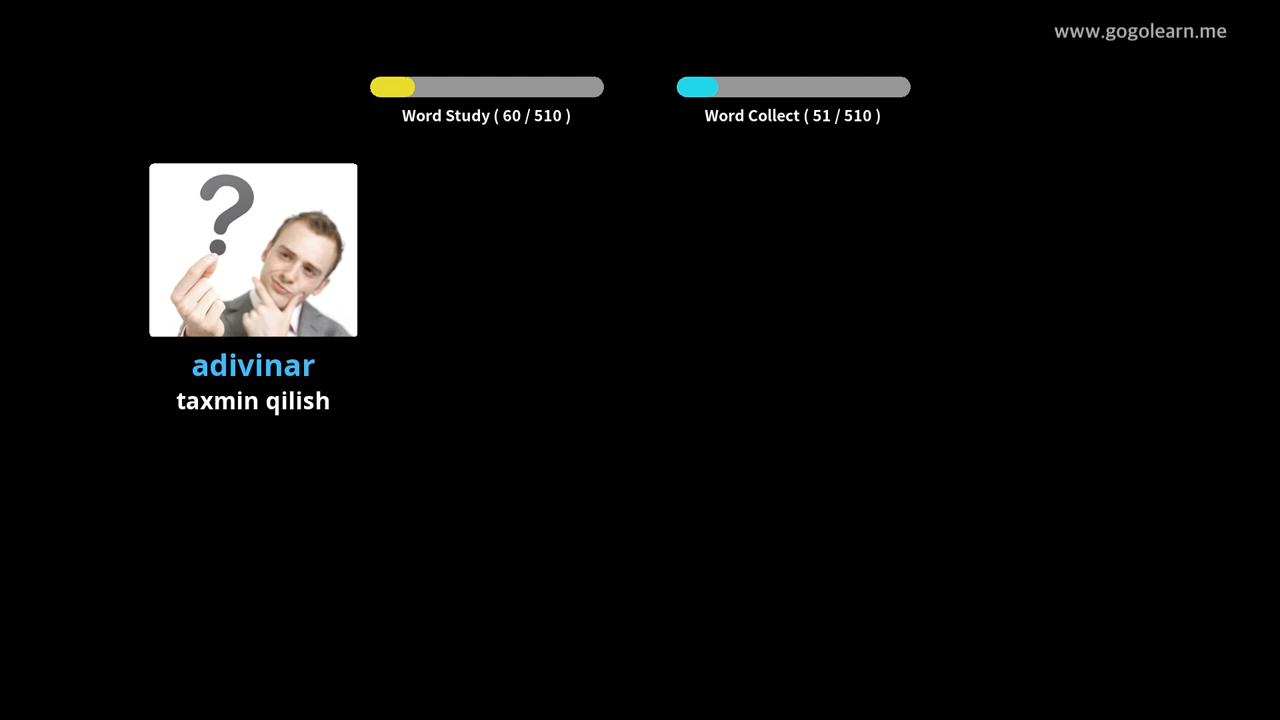 www.gogolearn.me
Word Study ( 60 / 510 )
Word Collect ( 51 / 510 )
adivinar
taxmin qilish